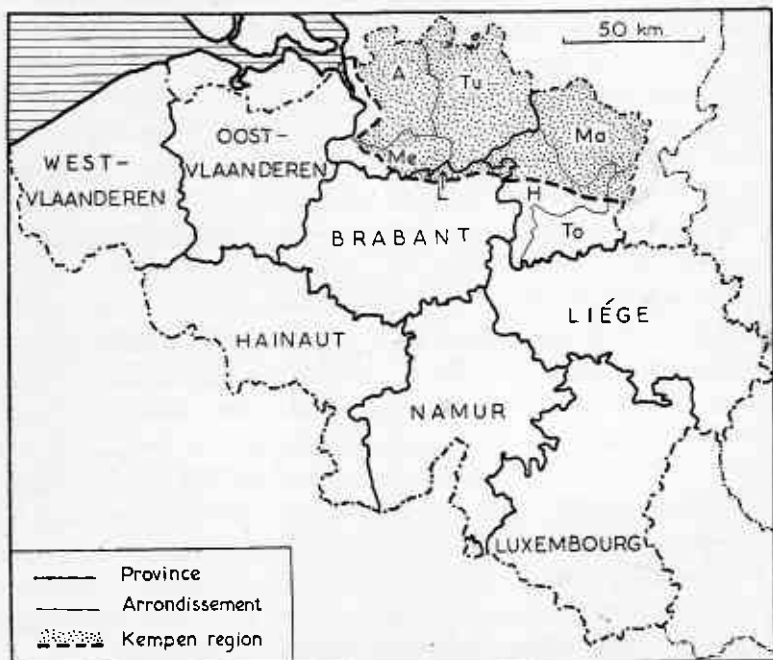 50 km.
A
Tu
Ma
Me
L
H
To
WEST-
VLAANDEREN
OOST-
VLAANDEREN
BRABANT
LIÉGE
HAINAUT
NAMUR
LUXEMBOURG
Province
Arrondissement
Kempen region